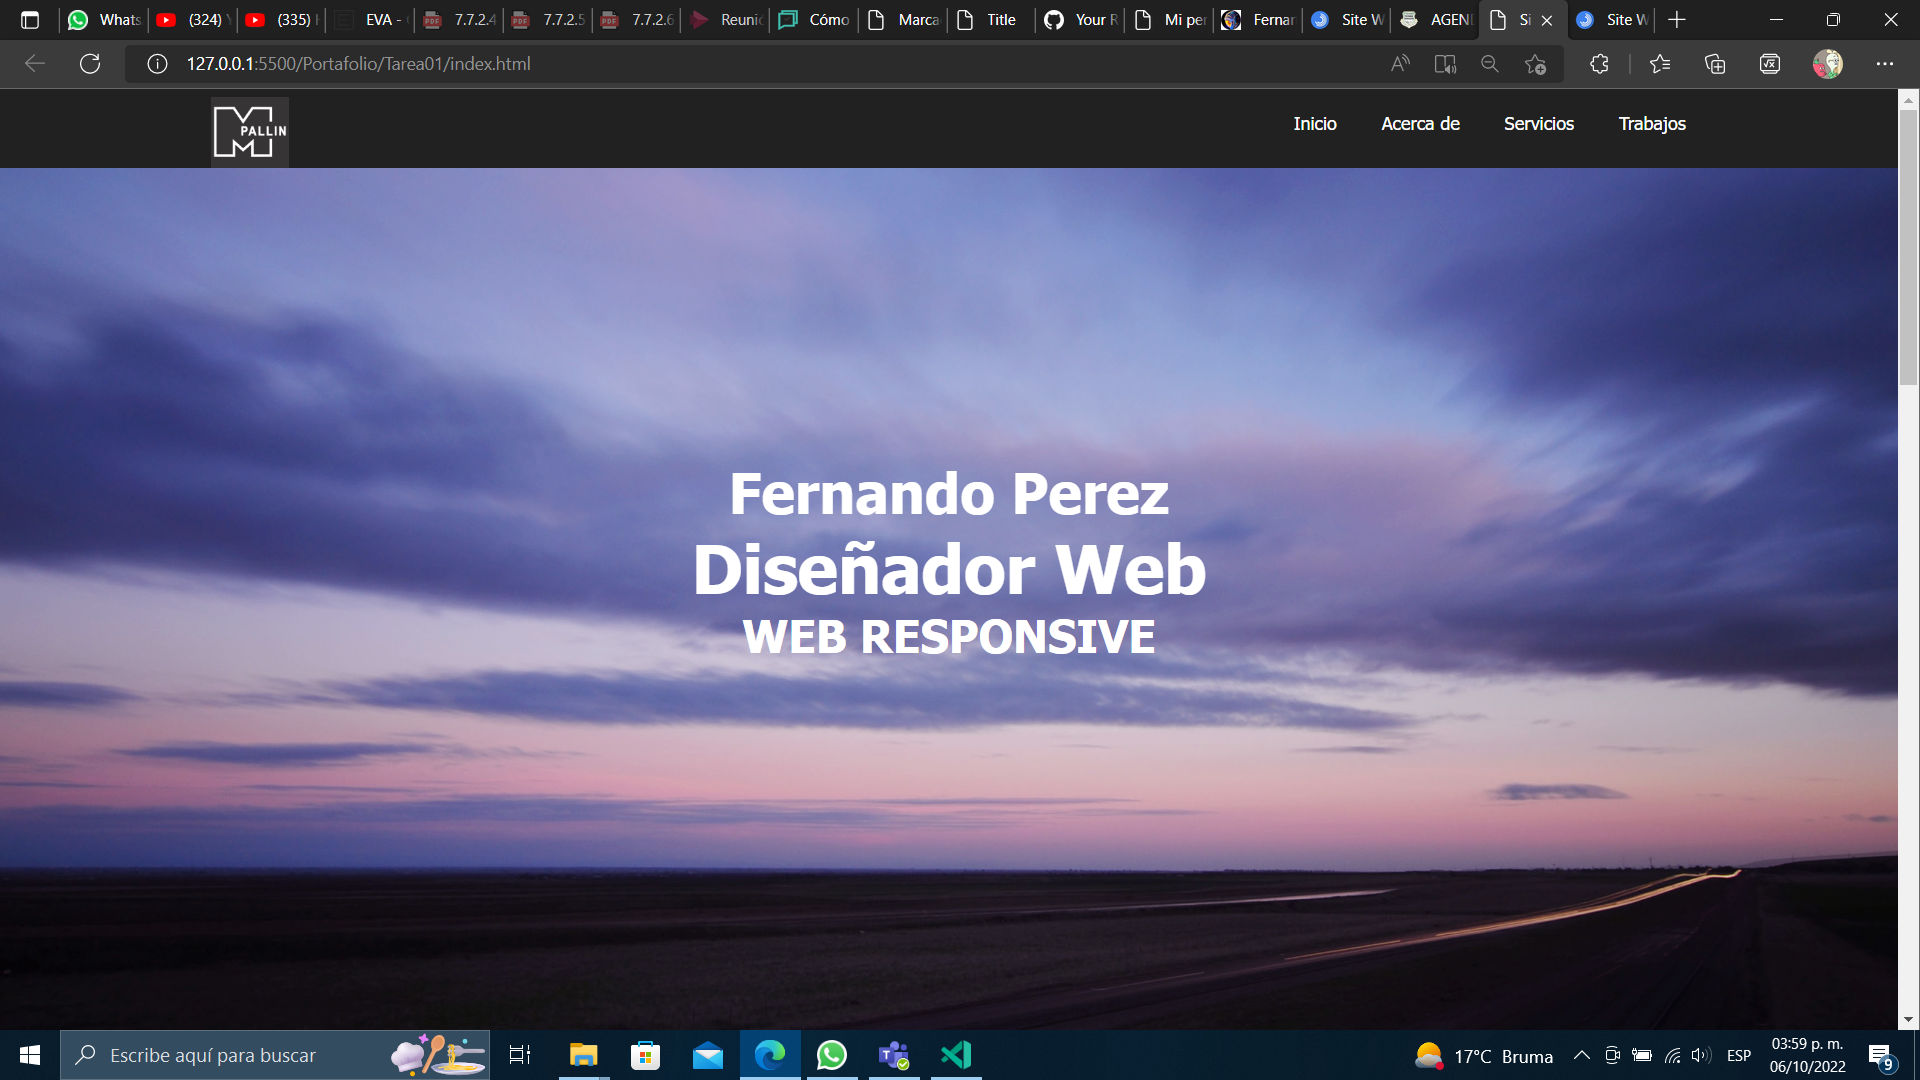 Whats
(324) Y
(335) H
EVA -
7.7.2.4
7.7.2.5
7.7.2.6
Reunió
Cómo
Marca
Title
Your R
Mi per
Fernan
Site W
AGEN
Si
Site W
127.0.0.1:5500/Portafolio/Tarea01/index.html
M PALLIN
Inicio
Acerca de
Servicios
Trabajos
Fernando Perez
Diseñador Web
WEB RESPONSIVE
Escribe aquí para buscar
17°C Bruma
ESP
03:59 p. m.
06/10/2022
9